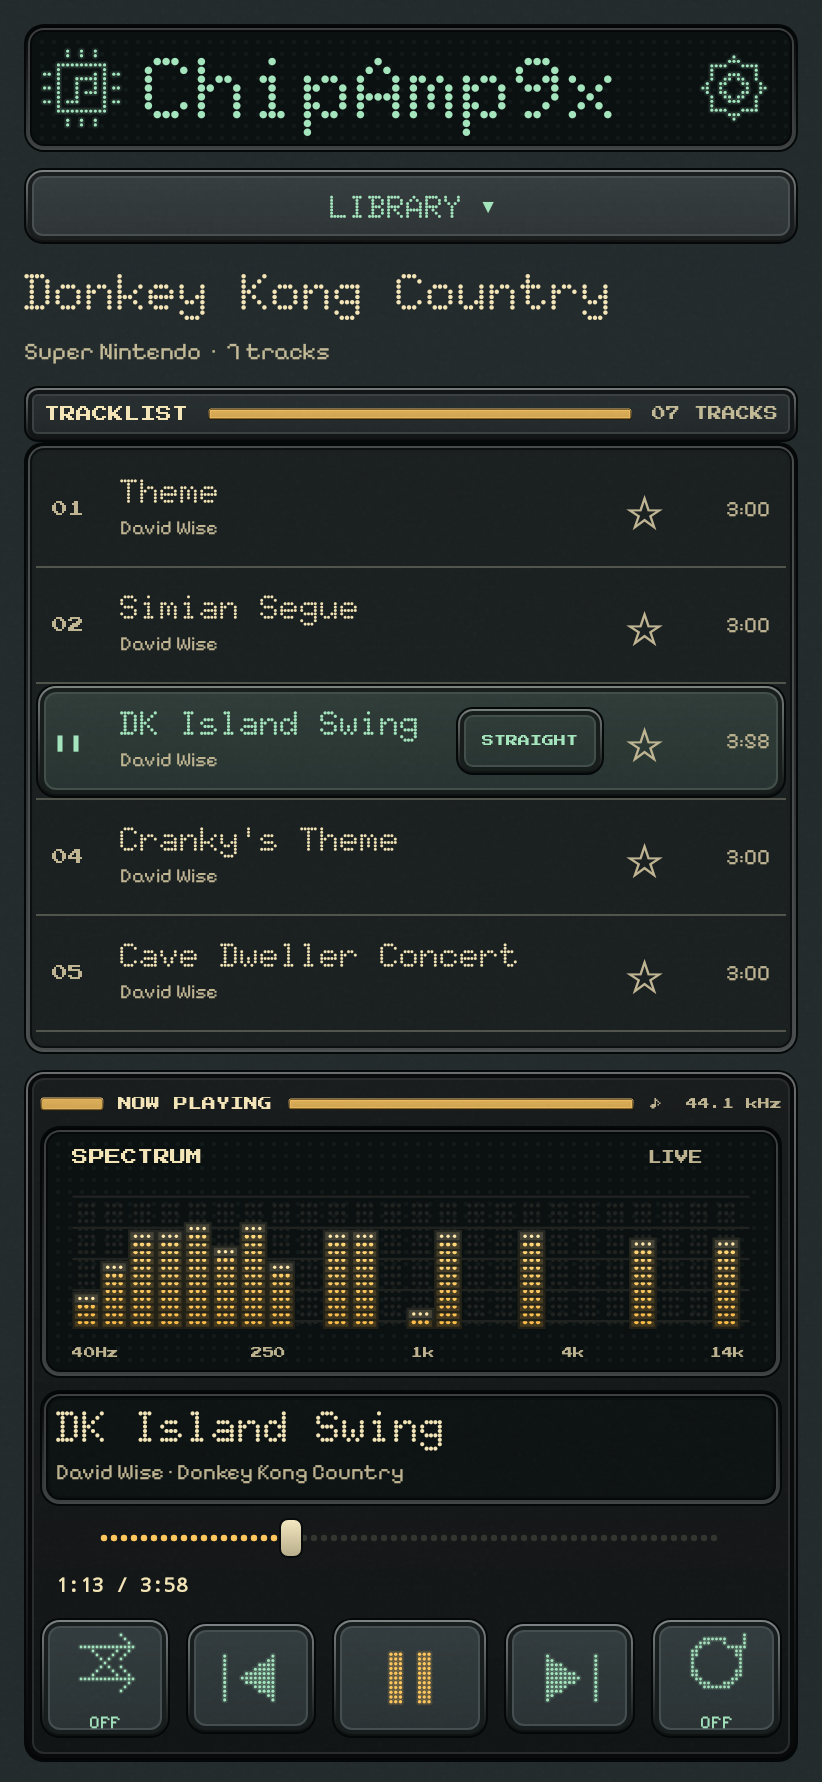 ChipAmp9x
LIBRARY ▼
Donkey Kong Country
Super Nintendo · 7 tracks
TRACKLIST 07 TRACKS
01 Theme ☆ 3:00
David Wise
02 Simian Segue ☆ 3:00
David Wise
DK Island Swing STRAIGHT ☆ 3:58
David Wise
04 Cranky's Theme ☆ 3:00
David Wise
05 Cave Dweller Concert ☆ 3:00
David Wise
NOW PLAYING ♪ 44.1 kHz
SPECTRUM LIVE
40Hz 250 1k 4k 14k
DK Island Swing
David Wise · Donkey Kong Country
1:13 / 3:58
OFF OFF